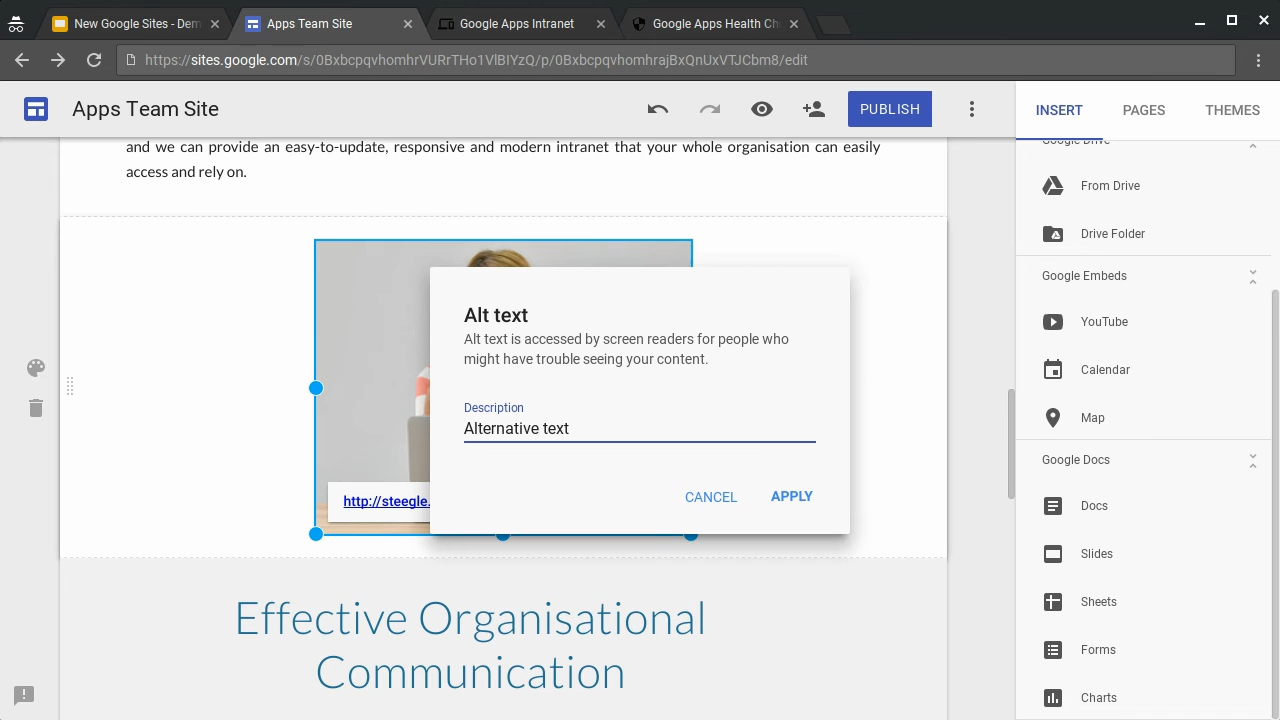 New Google Sites - Dem
Apps Team Site
Google Apps Intranet
Google Apps Health Ch
https://sites.google.com/s/0BxbcpqvhomhrVURrTHo1VlBIYzQ/p/0BxbcpqvhomhrajBxQnUxVTJCbm8/edit
Apps Team Site
PUBLISH
INSERT
PAGES
THEMES
and we can provide an easy-to-update, responsive and modern intranet that your whole organisation can easily
access and rely on.
Alt text
Alt text is accessed by screen readers for people who
might have trouble seeing your content.
Description
Alternative text
CANCEL
APPLY
http://steegle.
Effective Organisational
Communication
Google Drive
From Drive
Drive Folder
Google Embeds
YouTube
Calendar
Map
Google Docs
Docs
Slides
Sheets
Forms
Charts